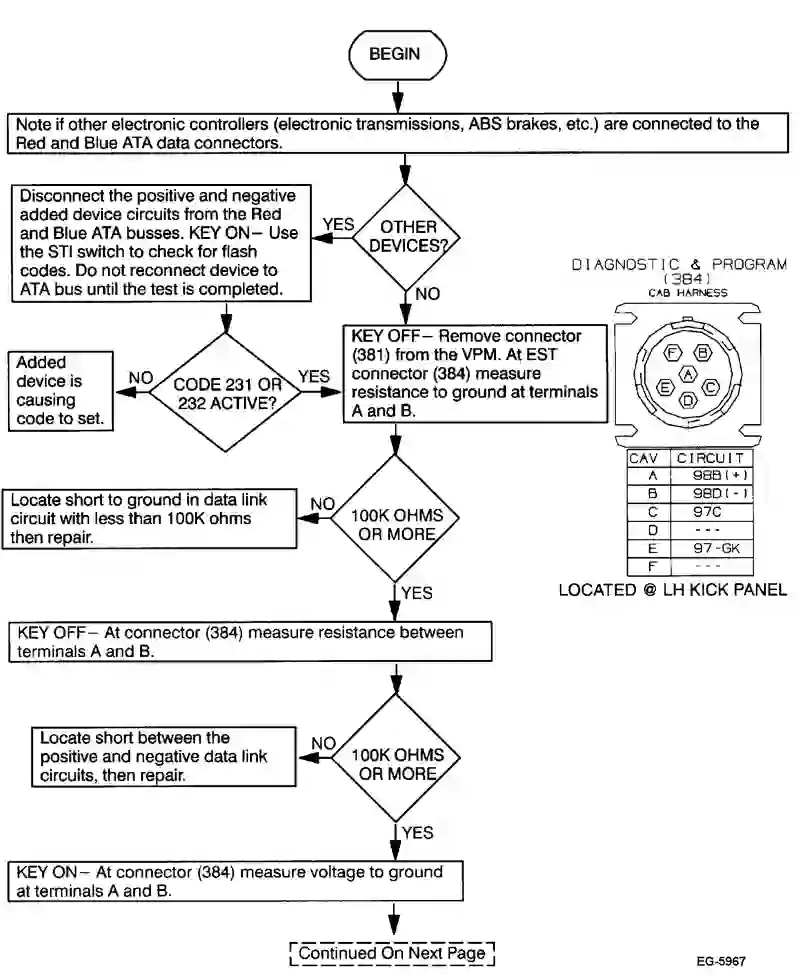 BEGIN
Note if other electronic controllers (electronic transmissions, ABS brakes, etc.) are connected to the
Red and Blue ATA data connectors.
Disconnect the positive and negative
added device circuits from the Red
and Blue ATA busses. KEY ON– Use
the STI switch to check for flash
codes. Do not reconnect device to
ATA bus until the test is completed.
YES
OTHER
DEVICES?
NO
DIAGNOSTIC & PROGRAM
(384)
CAB HARNESS
F
B
A
E
C
D
KEY OFF– Remove connector
(381) from the VPM. At EST
connector (384) measure
resistance to ground at terminals
A and B.
Added
device is
causing
code to set.
NO
CODE 231 OR
232 ACTIVE?
YES
CAV CIRCUIT
A 98B(+)
B 98D(-)
C 97C
D ---
E 97-GK
F ---
LOCATED @ LH KICK PANEL
Locate short to ground in data link
circuit with less than 100K ohms
then repair.
NO
100K OHMS
OR MORE
YES
KEY OFF– At connector (384) measure resistance between
terminals A and B.
Locate short between the
positive and negative data link
circuits, then repair.
NO
100K OHMS
OR MORE
YES
KEY ON– At connector (384) measure voltage to ground
at terminals A and B.
Continued On Next Page
EG-5967